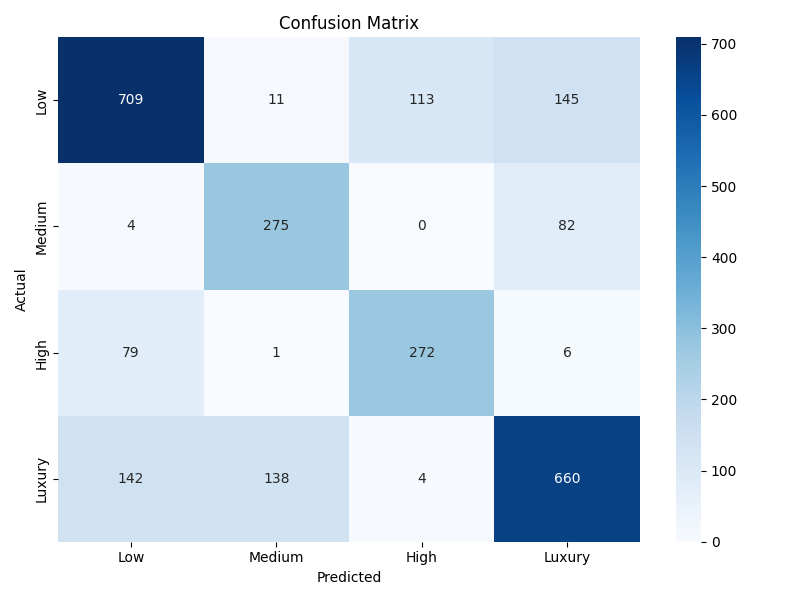 Confusion Matrix
Low 709 11 113 145
Medium 4 275 0 82
High 79 1 272 6
Luxury 142 138 4 660
Low Medium High Luxury
Predicted
Actual
700
600
500
400
300
200
100
0